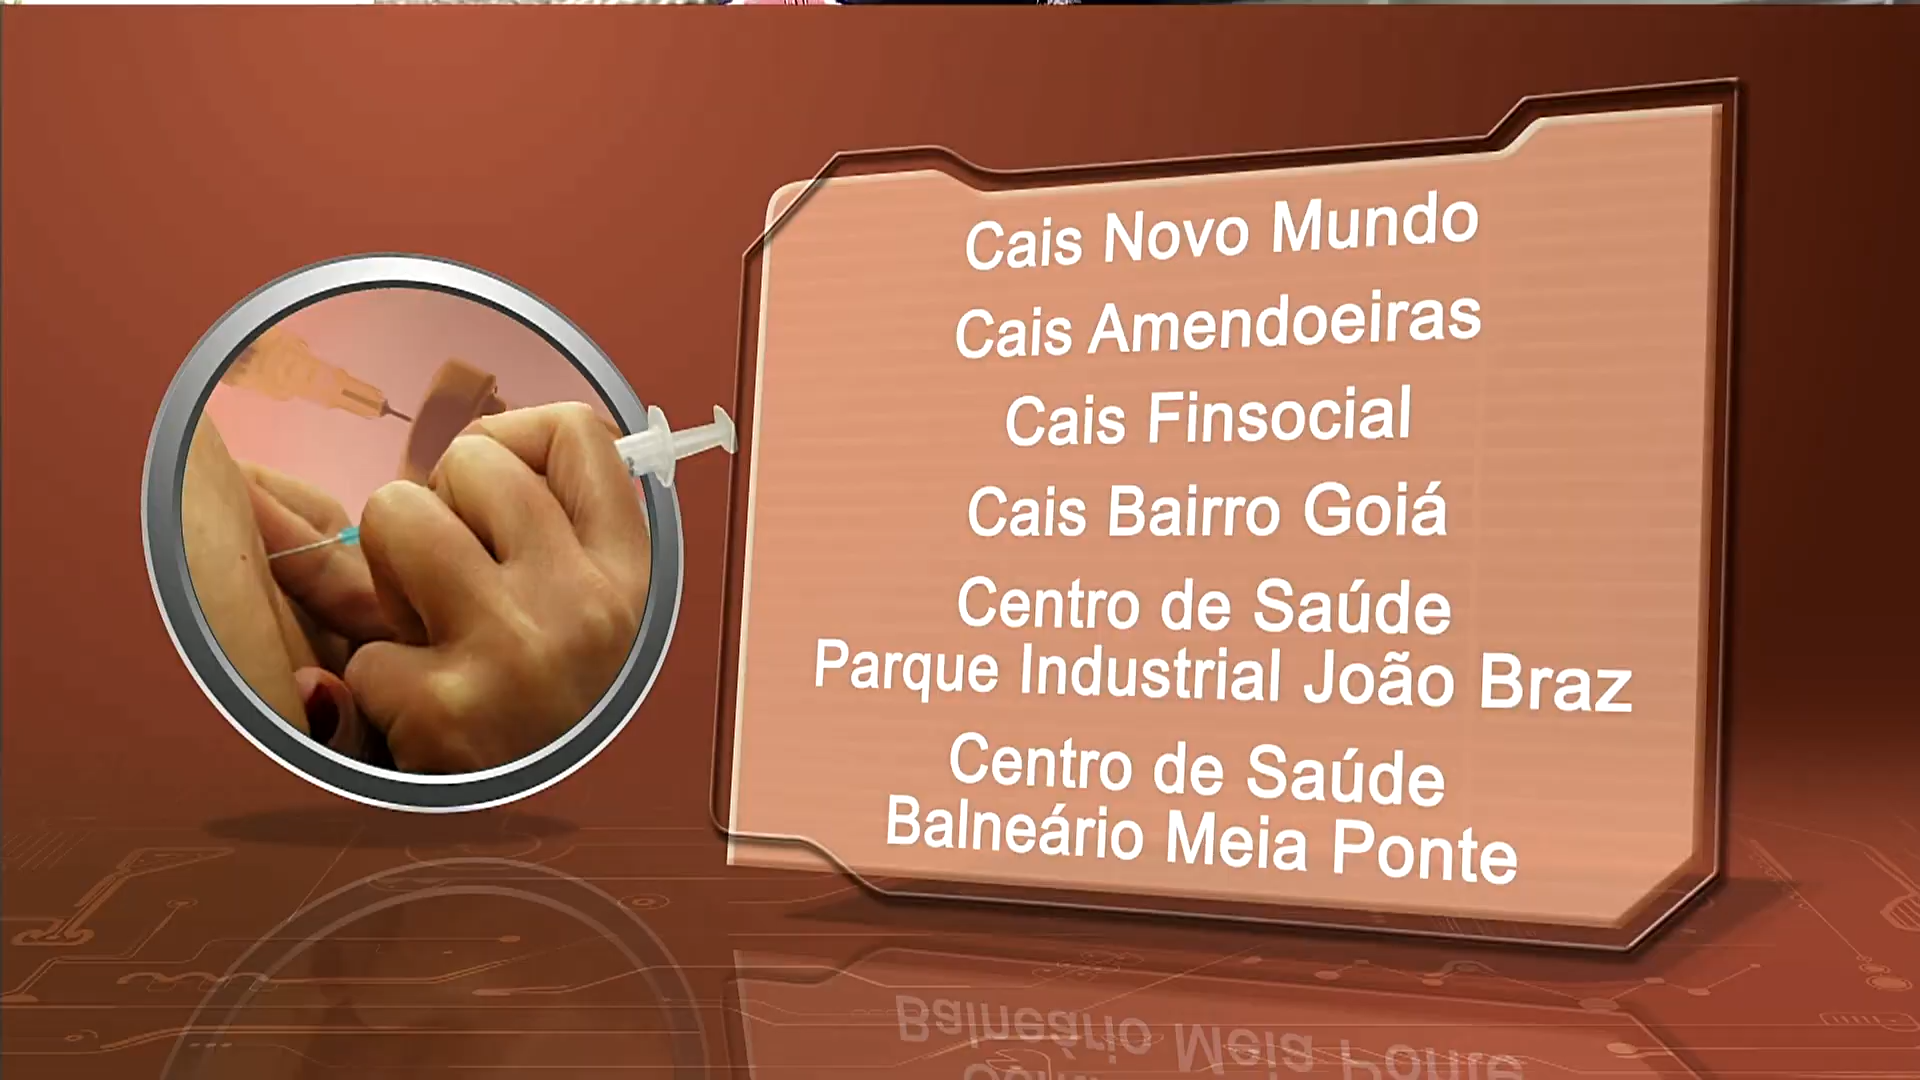 Cais Novo Mundo
Cais Amendoeiras
Cais Finsocial
Cais Bairro Goiá
Centro de Saúde
Parque Industrial João Braz
Centro de Saúde
Balneário Meia Ponte